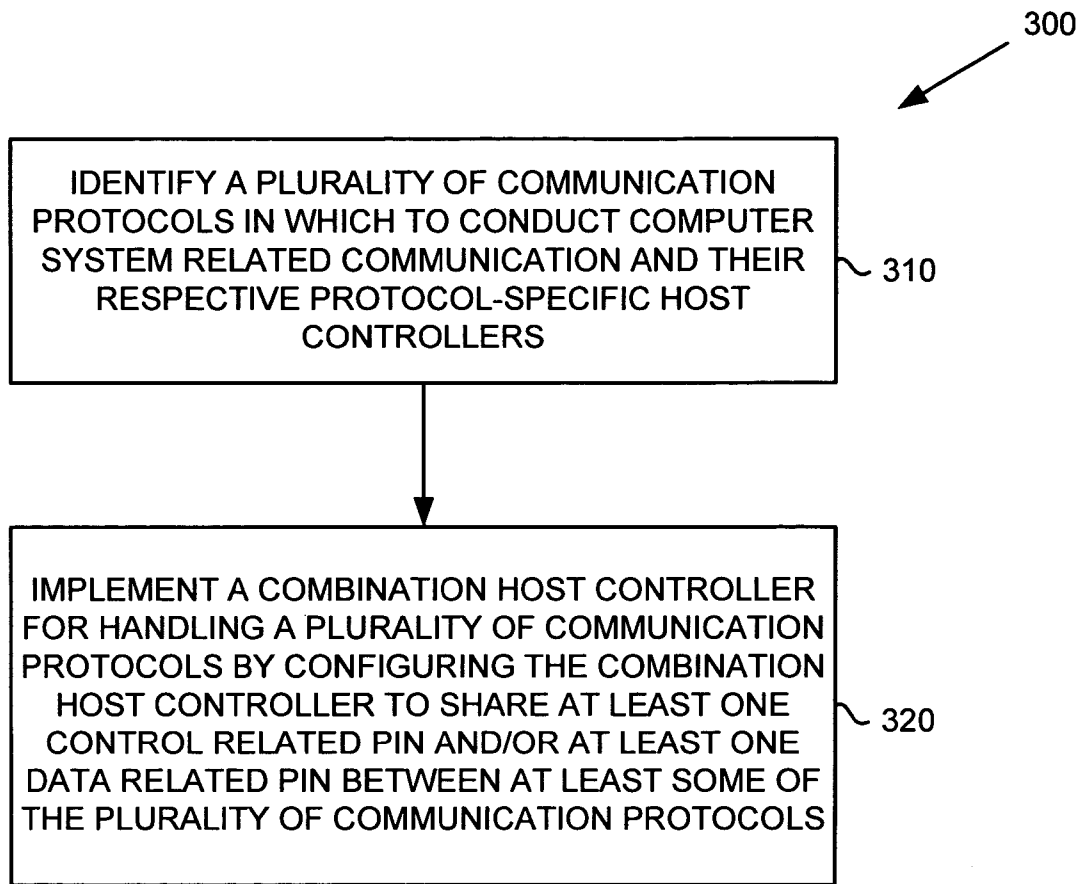 300
IDENTIFY A PLURALITY OF COMMUNICATION
PROTOCOLS IN WHICH TO CONDUCT COMPUTER
SYSTEM RELATED COMMUNICATION AND THEIR
RESPECTIVE PROTOCOL-SPECIFIC HOST
CONTROLLERS
310
IMPLEMENT A COMBINATION HOST CONTROLLER
FOR HANDLING A PLURALITY OF COMMUNICATION
PROTOCOLS BY CONFIGURING THE COMBINATION
HOST CONTROLLER TO SHARE AT LEAST ONE
CONTROL RELATED PIN AND/OR AT LEAST ONE
DATA RELATED PIN BETWEEN AT LEAST SOME OF
THE PLURALITY OF COMMUNICATION PROTOCOLS
320